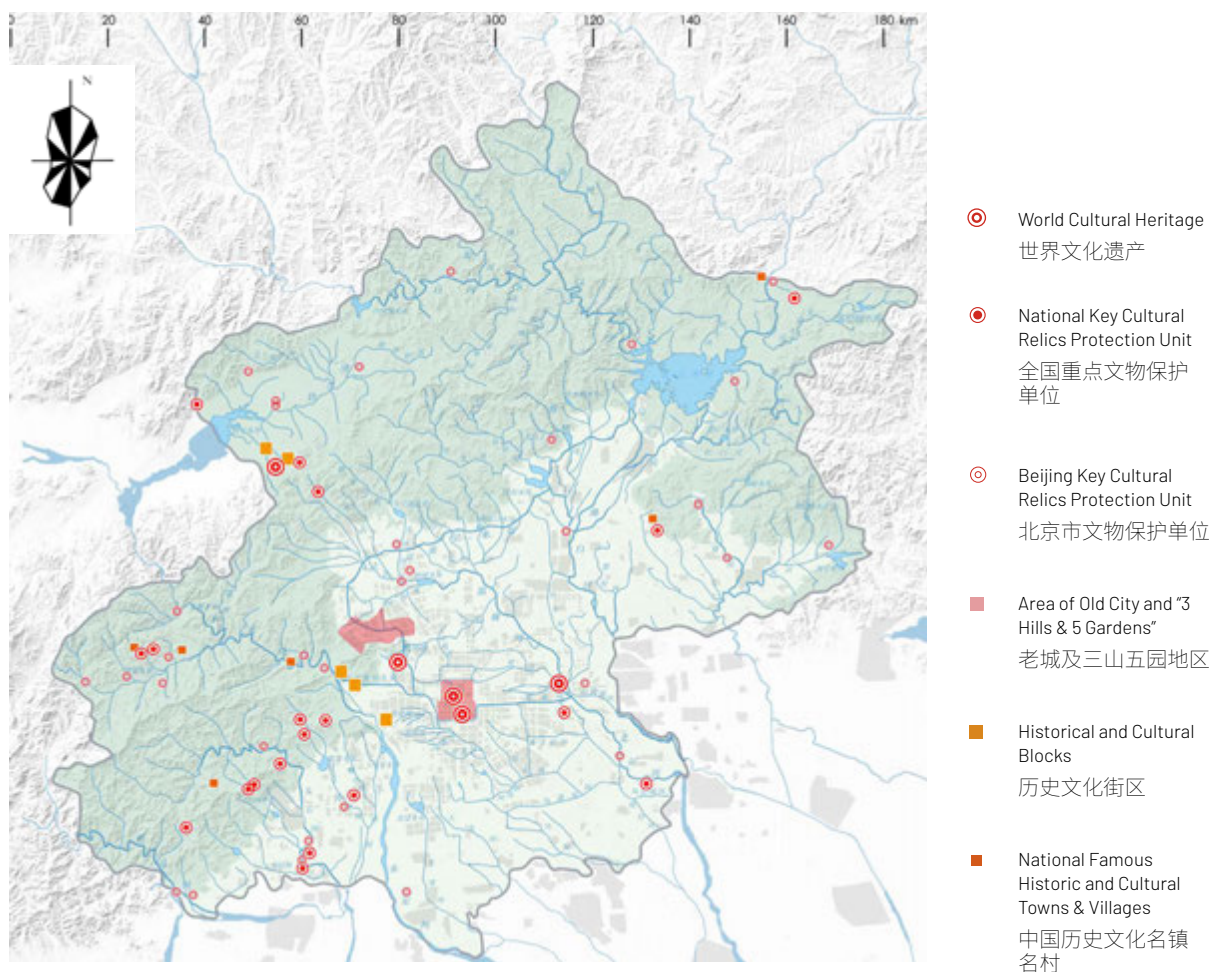 20 40 60 80 100 120 140 160 180 km
N
World Cultural Heritage
世界文化遗产
National Key Cultural
Relics Protection Unit
全国重点文物保护
单位
Beijing Key Cultural
Relics Protection Unit
北京市文物保护单位
Area of Old City and "3
Hills & 5 Gardens"
老城及三山五园地区
Historical and Cultural
Blocks
历史文化街区
National Famous
Historic and Cultural
Towns & Villages
中国历史文化名镇
名村